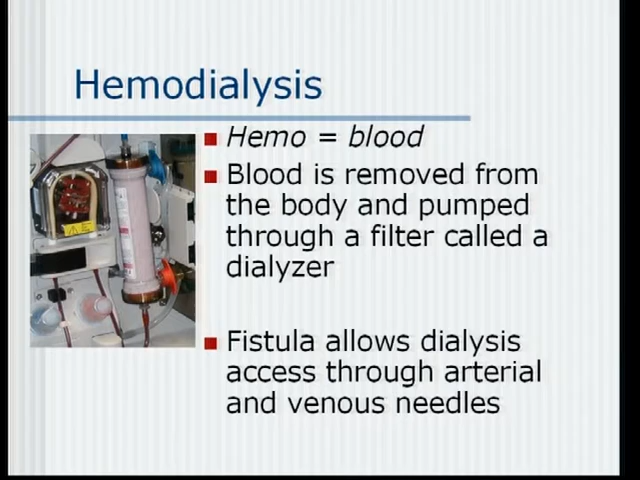 Hemodialysis
Hemo = blood
Blood is removed from
the body and pumped
through a filter called a
dialyzer
Fistula allows dialysis
access through arterial
and venous needles